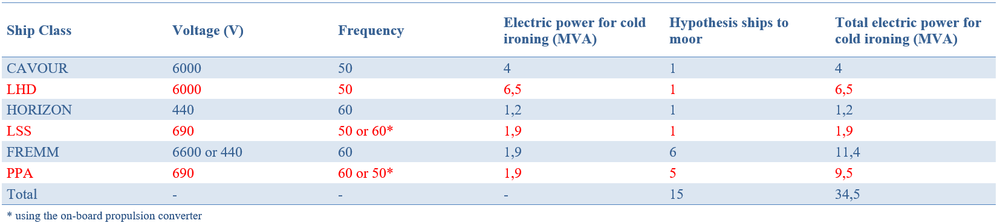 Ship Class Voltage (V) Frequency Electric power for cold ironing (MVA) Hypothesis ships to moor Total electric power for cold ironing (MVA)
CAVOUR 6000 50 4 1 4
LHD 6000 50 6,5 1 6,5
HORIZON 440 60 1,2 1 1,2
LSS 690 50 or 60* 1,9 1 1,9
FREMM 6600 or 440 60 1,9 6 11,4
PPA 690 60 or 50* 1,9 5 9,5
Total - - - 15 34,5
* using the on-board propulsion converter